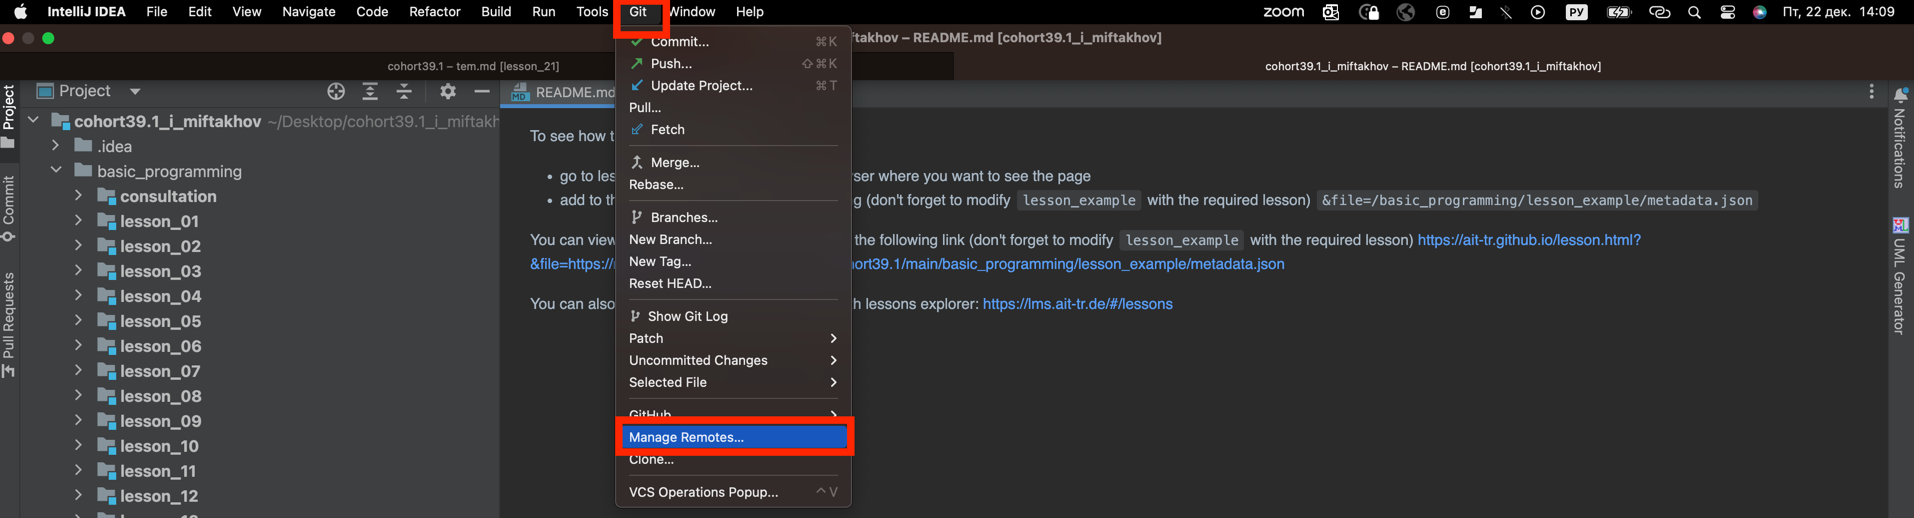 IntelliJ IDEA File Edit View Navigate Code Refactor Build Run Tools Git Window Help zoom РУ Пт, 22 дек. 14:09
miftakhov – README.md [cohort39.1_i_miftakhov]
cohort39.1 – tem.md [lesson_21] cohort39.1_i_miftakhov – README.md [cohort39.1_i_miftakhov]
Project
Commit
Pull Requests
Project
cohort39.1_i_miftakhov ~/Desktop/cohort39.1_i_miftakh
.idea
basic_programming
consultation
lesson_01
lesson_02
lesson_03
lesson_04
lesson_05
lesson_06
lesson_07
lesson_08
lesson_09
lesson_10
lesson_11
lesson_12
Commit... ⌘K
Push... ⇧⌘K
Update Project... ⌘T
Pull...
Fetch
Merge...
Rebase...
Branches...
New Branch...
New Tag...
Reset HEAD...
Show Git Log
Patch
Uncommitted Changes
Selected File
GitHub
Manage Remotes...
Clone...
VCS Operations Popup... ^V
MD README.md
To see how t
• go to les ser where you want to see the page
• add to th g (don't forget to modify lesson_example with the required lesson) &file=/basic_programming/lesson_example/metadata.json
You can view the following link (don't forget to modify lesson_example with the required lesson) https://ait-tr.github.io/lesson.html?
&file=https:// ohort39.1/main/basic_programming/lesson_example/metadata.json
You can also h lessons explorer: https://lms.ait-tr.de/#/lessons
Notifications
UML Generator